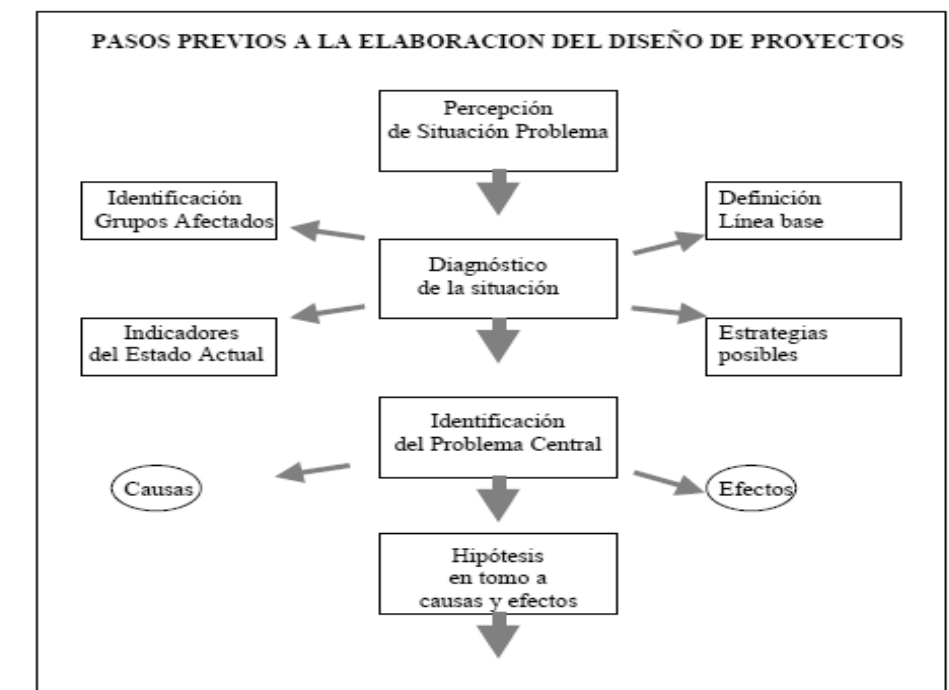 PASOS PREVIOS A LA ELABORACION DEL DISEÑO DE PROYECTOS
Percepción
de Situación Problema
Identificación
Grupos Afectados
Definición
Línea base
Diagnóstico
de la situación
Indicadores
del Estado Actual
Estrategias
posibles
Identificación
del Problema Central
Causas
Efectos
Hipótesis
en tomo a
causas y efectos